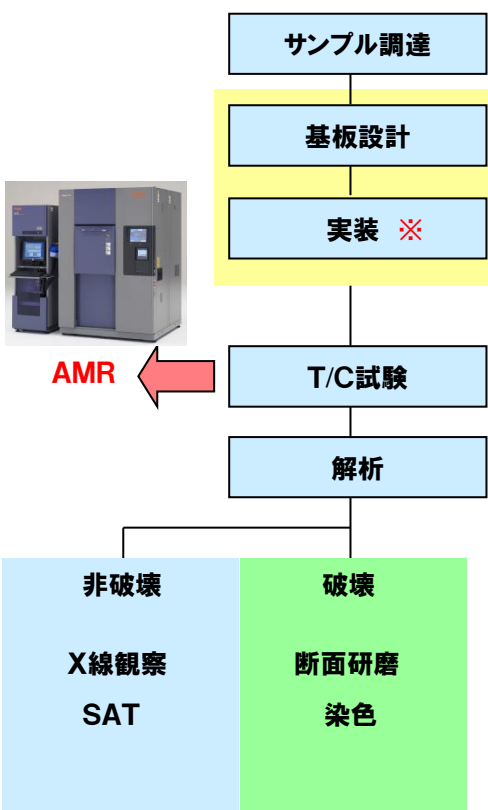 サンプル調達
基板設計
実装 ※
AMR
T/C試験
解析
非破壊
破壊
X線観察
断面研磨
SAT
染色